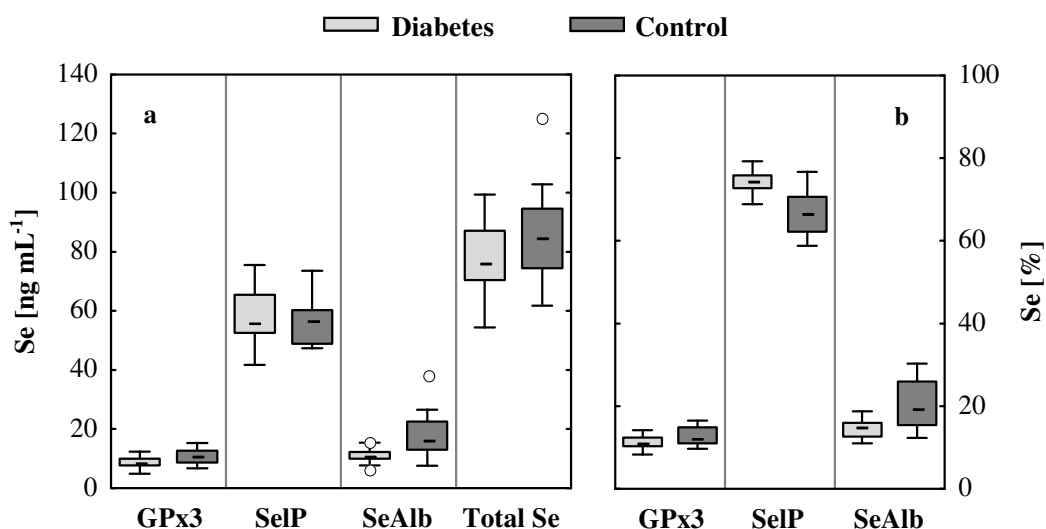 Diabetes Control
140
120
100
80
60
40
20
0
Se [ng mL-1]
a
b
100
80
60
40
20
0
Se [%]
GPx3 SelP SeAlb Total Se
GPx3 SelP SeAlb